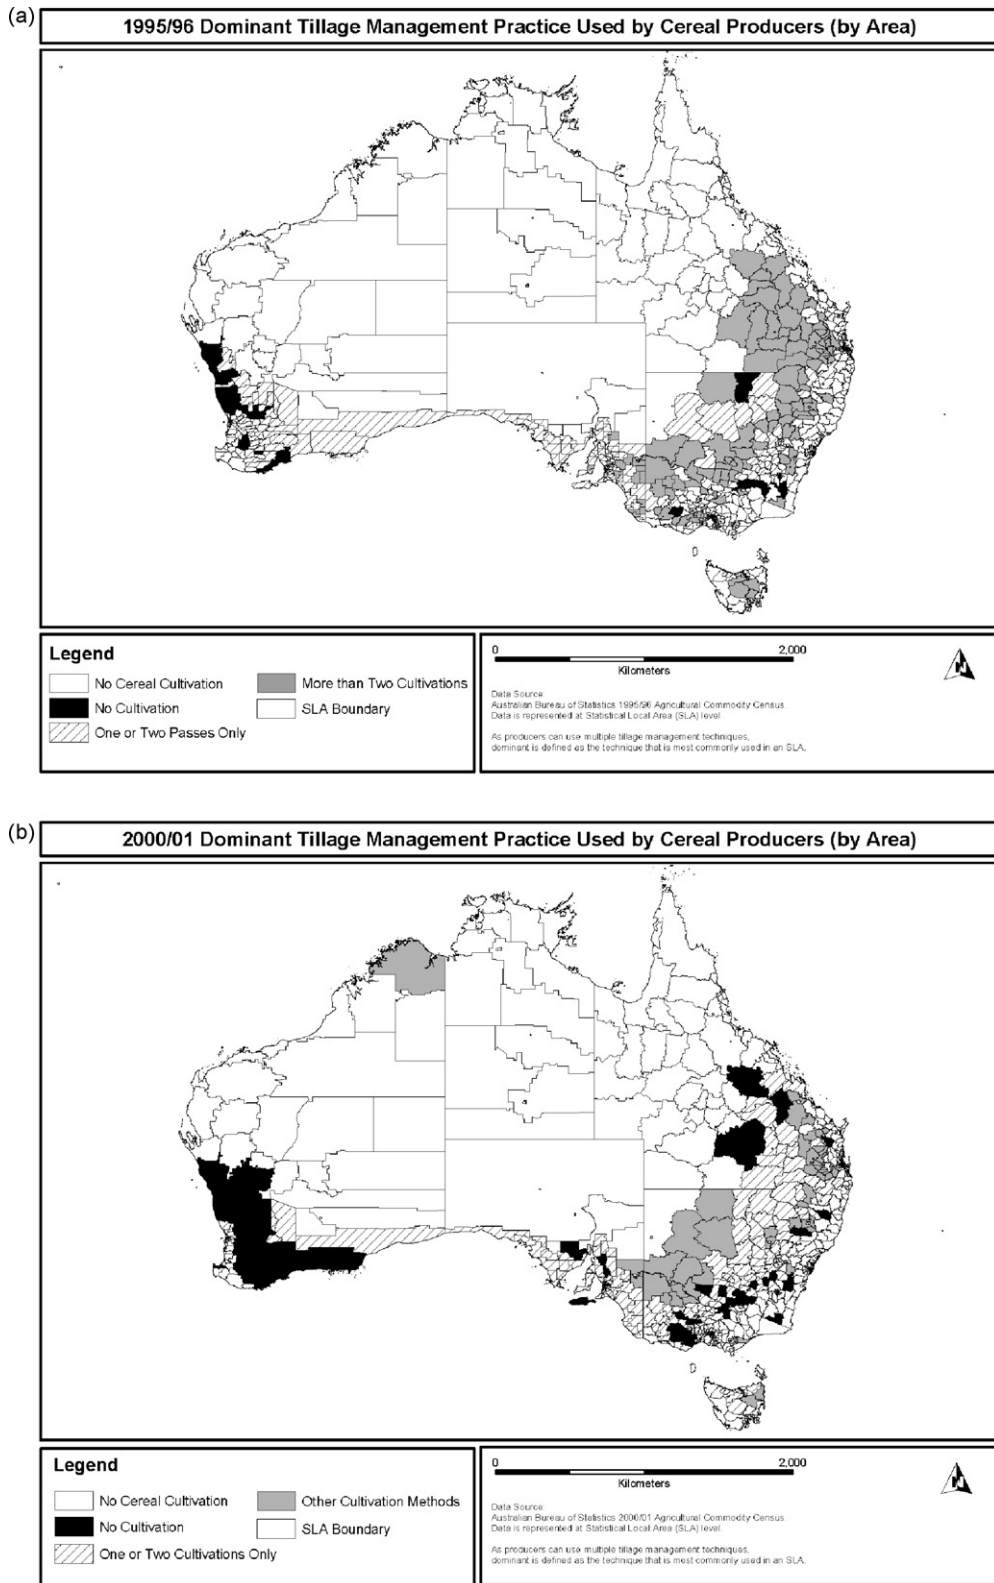 (a)
1995/96 Dominant Tillage Management Practice Used by Cereal Producers (by Area)
Legend
No Cereal Cultivation
More than Two Cultivations
No Cultivation
SLA Boundary
One or Two Passes Only
0
2,000
Kilometers
Data Source:
Australian Bureau of Statistics 1995/96 Agricultural Commodity Census.
Data is represented at Statistical Local Area (SLA) level.
As producers can use multiple tillage management techniques,
dominant is defined as the technique that is most commonly used in an SLA.
(b)
2000/01 Dominant Tillage Management Practice Used by Cereal Producers (by Area)
Legend
No Cereal Cultivation
Other Cultivation Methods
No Cultivation
SLA Boundary
One or Two Cultivations Only
0
2,000
Kilometers
Data Source:
Australian Bureau of Statistics 2000/01 Agricultural Commodity Census.
Data is represented at Statistical Local Area (SLA) level.
As producers can use multiple tillage management techniques,
dominant is defined as the technique that is most commonly used in an SLA.